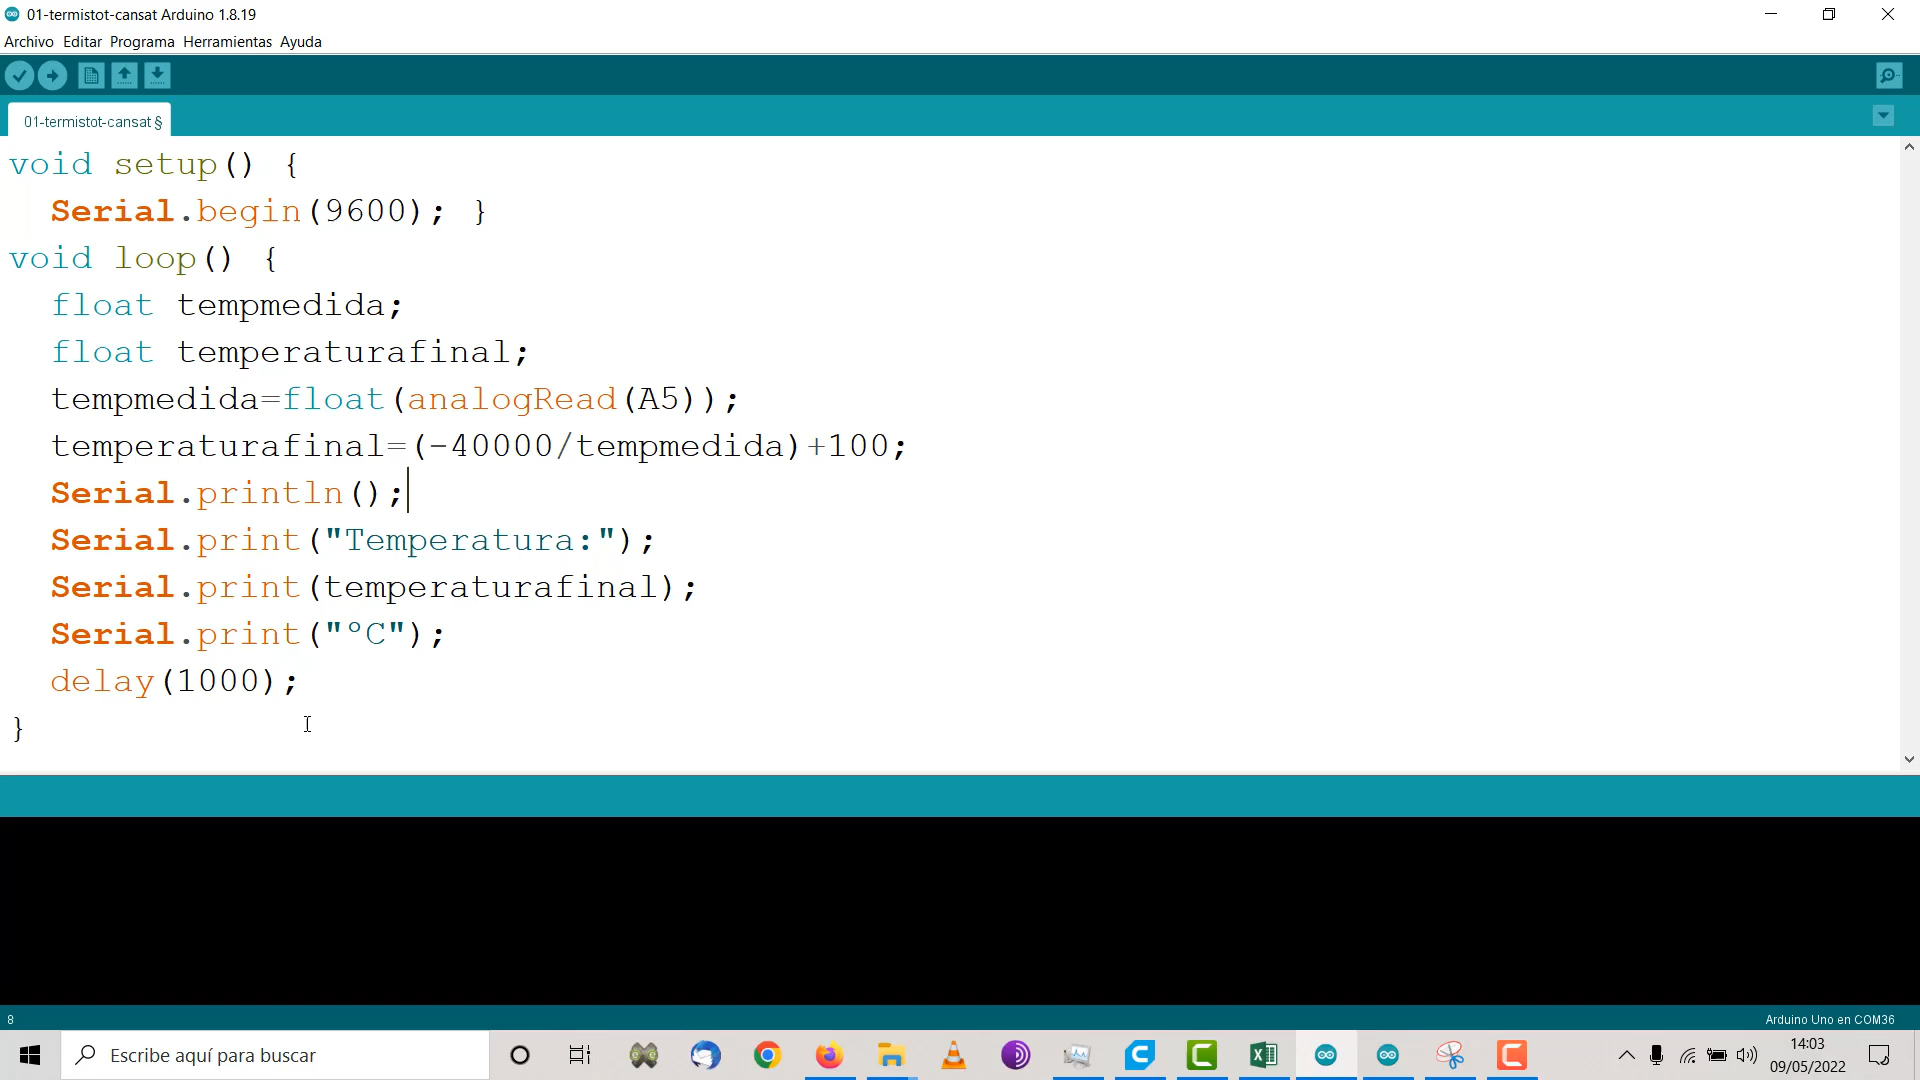 01-termistot-cansat Arduino 1.8.19
Archivo Editar Programa Herramientas Ayuda
01-termistot-cansat §
void setup() {
  Serial.begin(9600); }
void loop() {
  float tempmedida;
  float temperaturafinal;
  tempmedida=float(analogRead(A5));
  temperaturafinal=(-40000/tempmedida)+100;
  Serial.println();
  Serial.print("Temperatura:");
  Serial.print(temperaturafinal);
  Serial.print("ºC");
  delay(1000);
}
8
Arduino Uno en COM36
Escribe aquí para buscar
14:03
09/05/2022